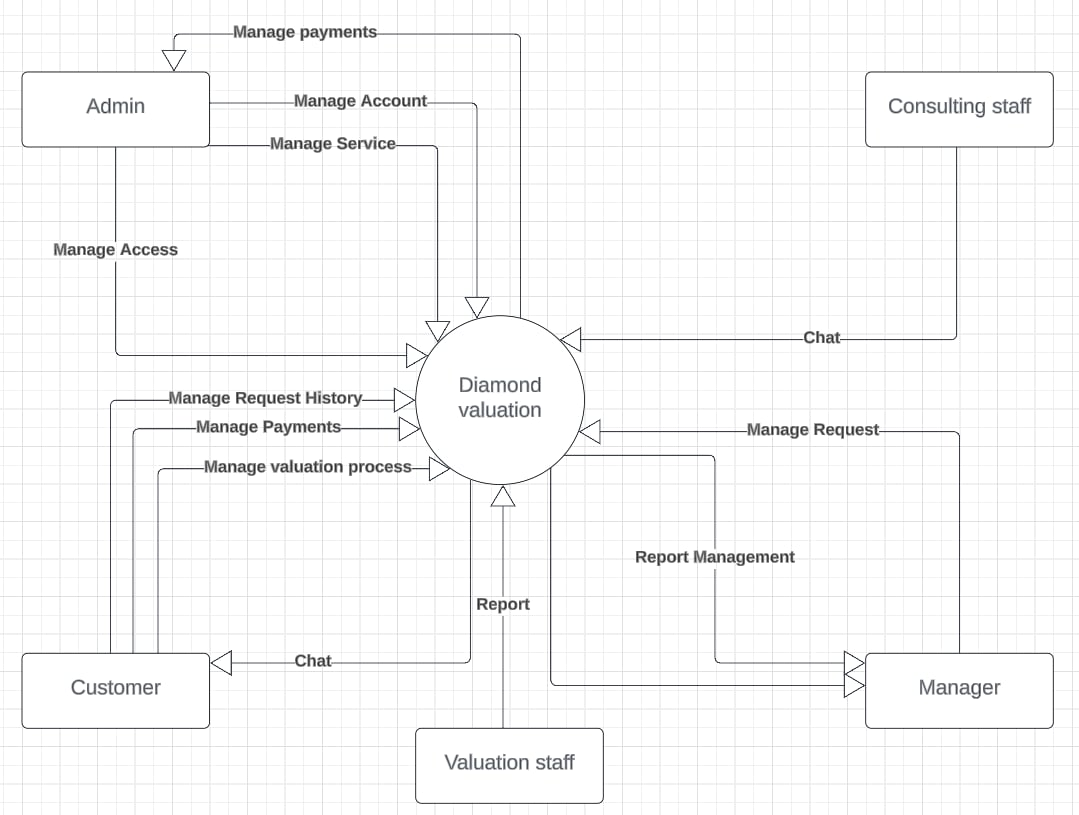 Manage payments
Admin
Manage Account
Consulting staff
Manage Service
Manage Access
Chat
Diamond
valuation
Manage Request History
Manage Payments
Manage Request
Manage valuation process
Report Management
Report
Chat
Customer
Manager
Valuation staff